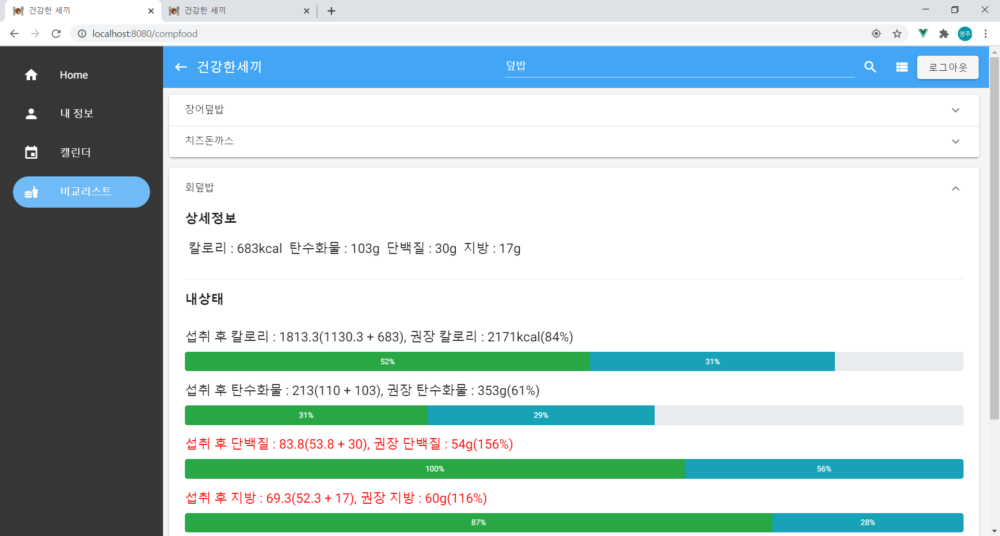 건강한 세끼
건강한 세끼
localhost:8080/compfood
영주
Home
내 정보
캘린더
비교리스트
건강한세끼
덮밥
로그아웃
장어덮밥
치즈돈까스
회덮밥
상세정보
칼로리 : 683kcal 탄수화물 : 103g 단백질 : 30g 지방 : 17g
내상태
섭취 후 칼로리 : 1813.3(1130.3 + 683), 권장 칼로리 : 2171kcal(84%)
52% 31%
섭취 후 탄수화물 : 213(110 + 103), 권장 탄수화물 : 353g(61%)
31% 29%
섭취 후 단백질 : 83.8(53.8 + 30), 권장 단백질 : 54g(156%)
100% 56%
섭취 후 지방 : 69.3(52.3 + 17), 권장 지방 : 60g(116%)
87% 28%